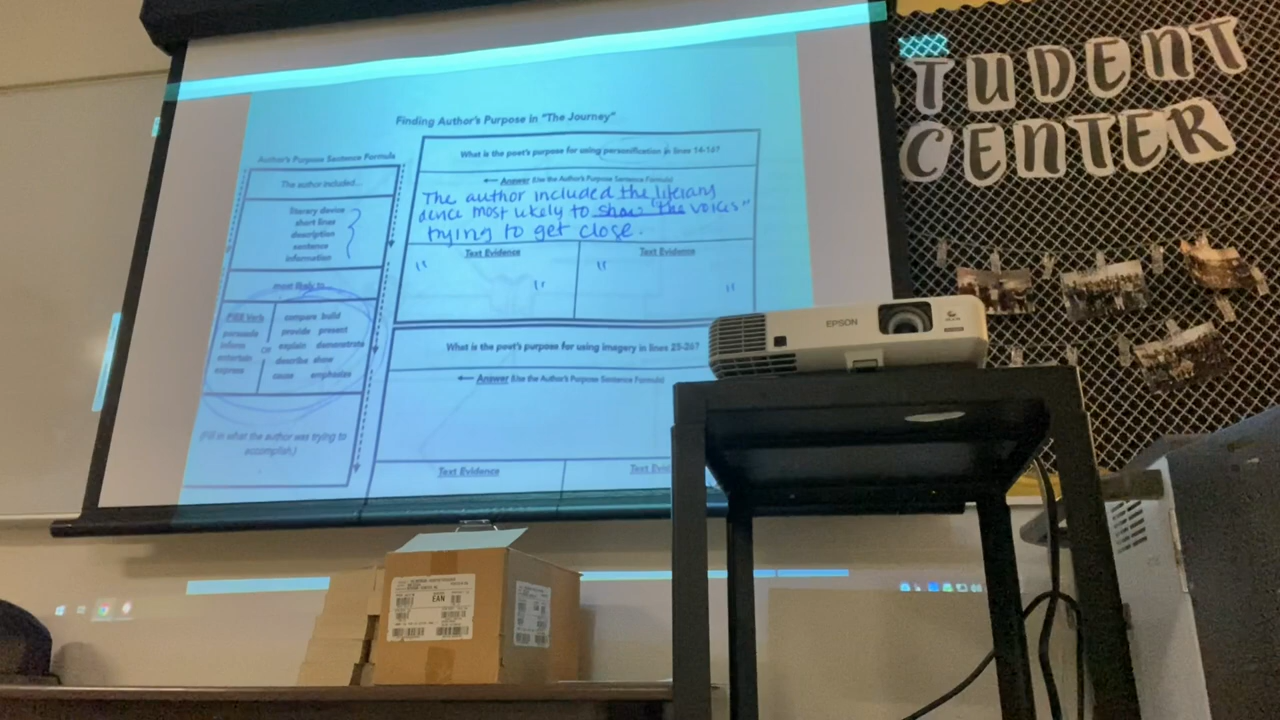 STUDENT
CENTER
Finding Author's Purpose in "The Journey"
Author's Purpose Sentence Formula
The author included...
literary device
short lines
description
sentence
information
most likely to
PIEE Verb
persuade
inform
entertain
express
OR
compare build
provide present
explain demonstrate
describe show
cause emphasize
(Fill in what the author was trying to
accomplish.)
What is the poet's purpose for using personification in lines 14-16?
Answer (Use the Author's Purpose Sentence Formula)
The author included the literary
device most likely to show "the voices"
trying to get close.
Text Evidence
Text Evidence
What is the poet's purpose for using imagery in lines 25-26?
Answer (Use the Author's Purpose Sentence Formula)
Text Evidence
Text Evid
EPSON
EAN